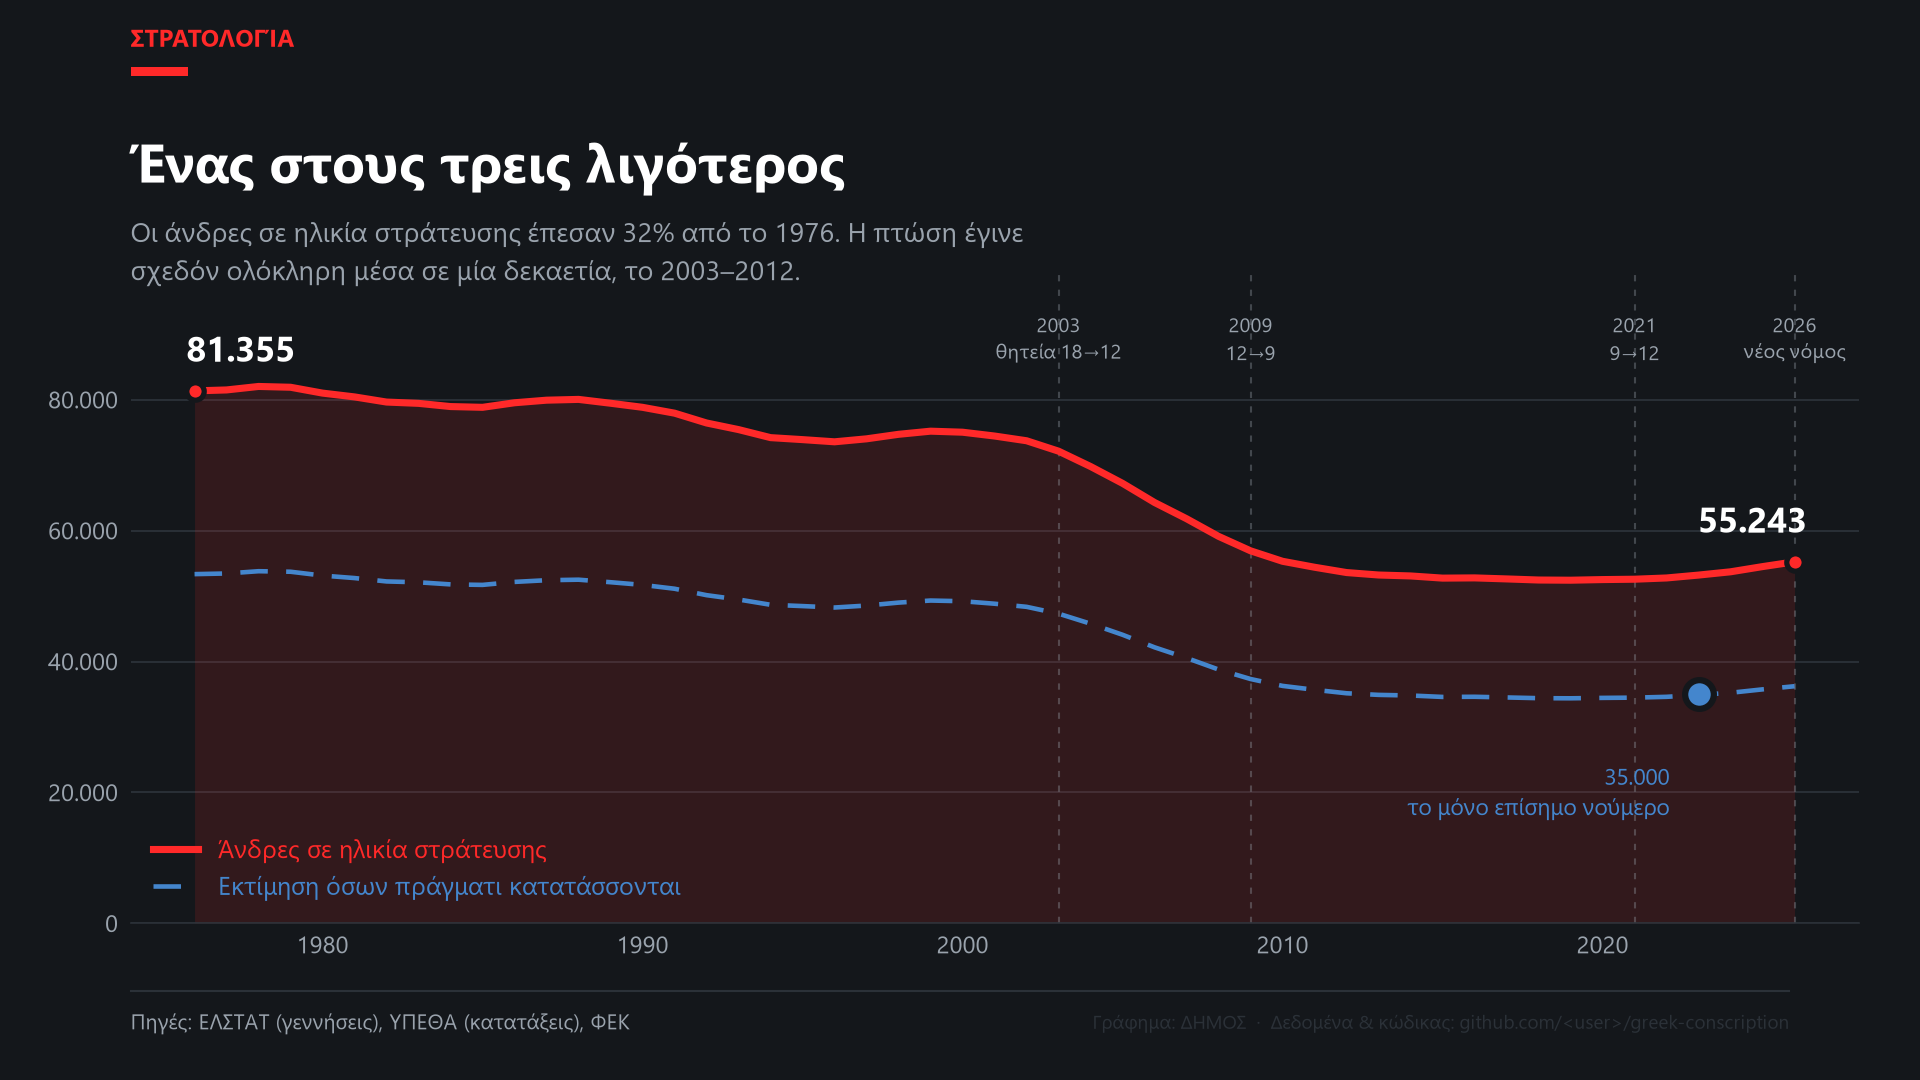 ΣΤΡΑΤΟΛΟΓΊΑ
Ένας στους τρεις λιγότερος
Οι άνδρες σε ηλικία στράτευσης έπεσαν 32% από το 1976. Η πτώση έγινε
σχεδόν ολόκληρη μέσα σε μία δεκαετία, το 2003–2012.
2003
θητεία 18→12
2009
12→9
2021
9→12
2026
νέος νόμος
81.355
55.243
80.000
60.000
40.000
20.000
0
35.000
το μόνο επίσημο νούμερο
Άνδρες σε ηλικία στράτευσης
Εκτίμηση όσων πράγματι κατατάσσονται
1980
1990
2000
2010
2020
Πηγές: ΕΛΣΤΑΤ (γεννήσεις), ΥΠΕΘΑ (κατατάξεις), ΦΕΚ
Γράφημα: ΔΗΜΟΣ · Δεδομένα & κώδικας: github.com/<user>/greek-conscription